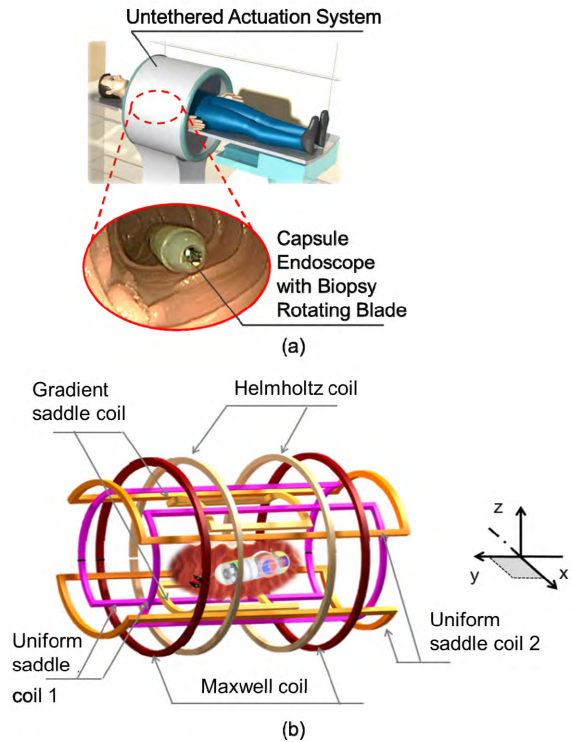 Untethered Actuation System
Capsule
Endoscope
with Biopsy
Rotating Blade
(a)
Gradient
saddle coil
Helmholtz coil
z
y
x
Uniform
saddle
coil 1
Maxwell coil
Uniform
saddle coil 2
(b)